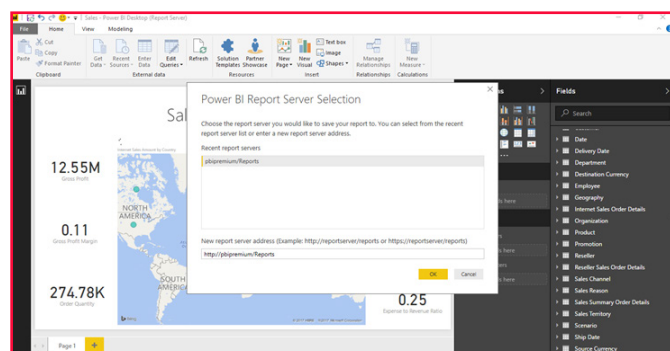 Sales - Power BI Desktop (Report Server)
File Home View Modeling
Paste
Cut
Copy
Format Painter
Clipboard
Get Data
Recent Sources
Enter Data
Edit Queries
External data
Refresh
Solution Templates
Partner Showcase
Resources
New Page
New Visual
Text box
Image
Shapes
Insert
Manage Relationships
Relationships
New Measure
Calculations
Sal
12.55M
Gross Profit
0.11
Gross Profit Margin
274.78K
Order Quantity
Internet Sales Amount by Country
NORTH
AMERICA
SOUTH
bing
0.25
Expense to Revenue Ratio
Power BI Report Server Selection
Choose the report server you would like to save your report to. You can select from the recent
report server list or enter a new report server address.
Recent report servers
pbipremium/Reports
New report server address (Example: http://reportserver/reports or https://reportserver/reports)
http://pbipremium/Reports
OK Cancel
Fields
Search
Date
Delivery Date
Department
Destination Currency
Employee
Geography
Internet Sales Order Details
Organization
Product
Promotion
Reseller
Reseller Sales Order Details
Sales Channel
Sales Reason
Sales Summary Order Details
Sales Territory
Scenario
Ship Date
Source Currency
Page 1